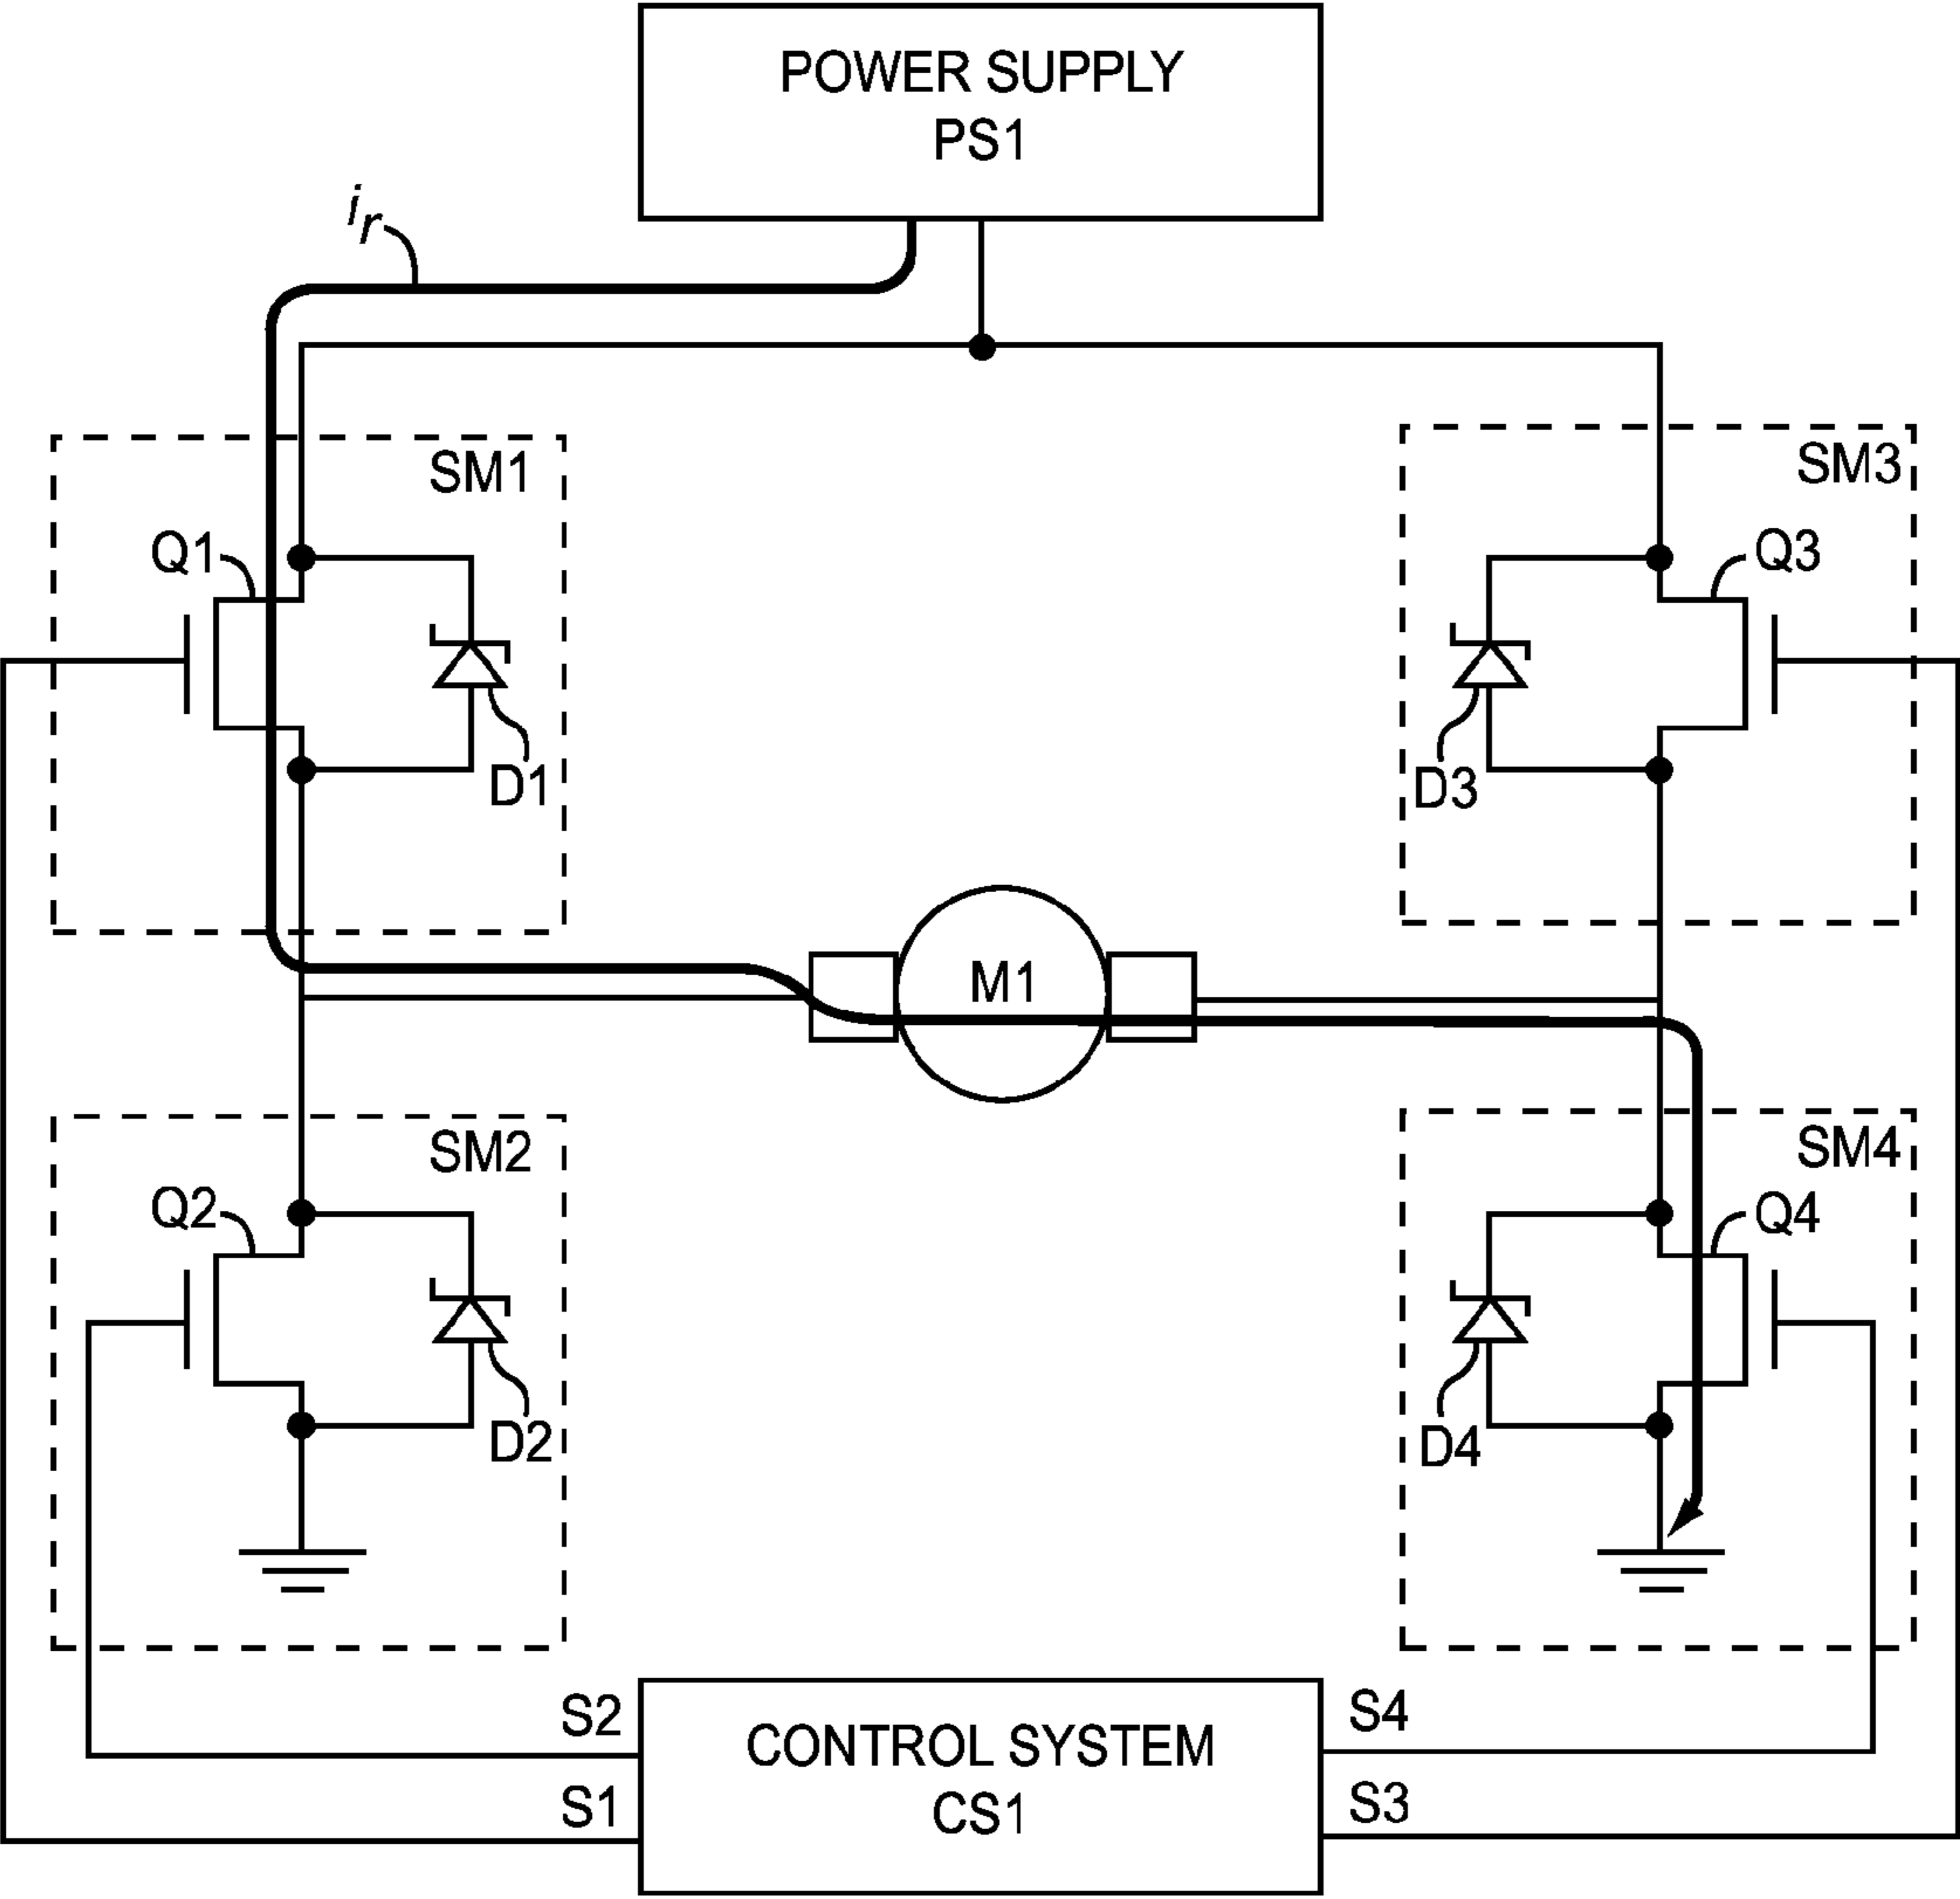 POWER SUPPLY
PS1
ir
SM1
SM3
Q1
Q3
D1
D3
M1
SM2
SM4
Q2
Q4
D2
D4
S2
S4
CONTROL SYSTEM
CS1
S1
S3